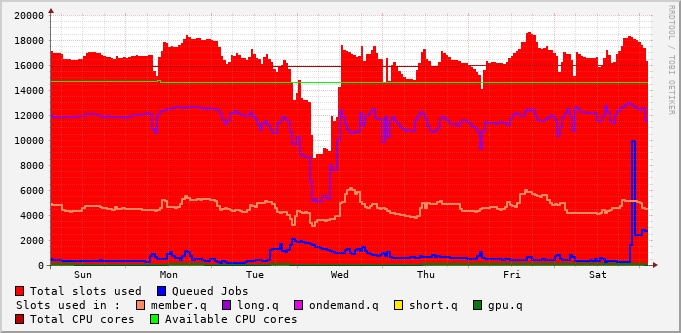 20000
18000
16000
14000
12000
10000
8000
6000
4000
2000
0
Sun Mon Tue Wed Thu Fri Sat
RRDTOOL / TOBI OETIKER
Total slots used Queued Jobs
Slots used in : member.q long.q ondemand.q short.q gpu.q
Total CPU cores Available CPU cores